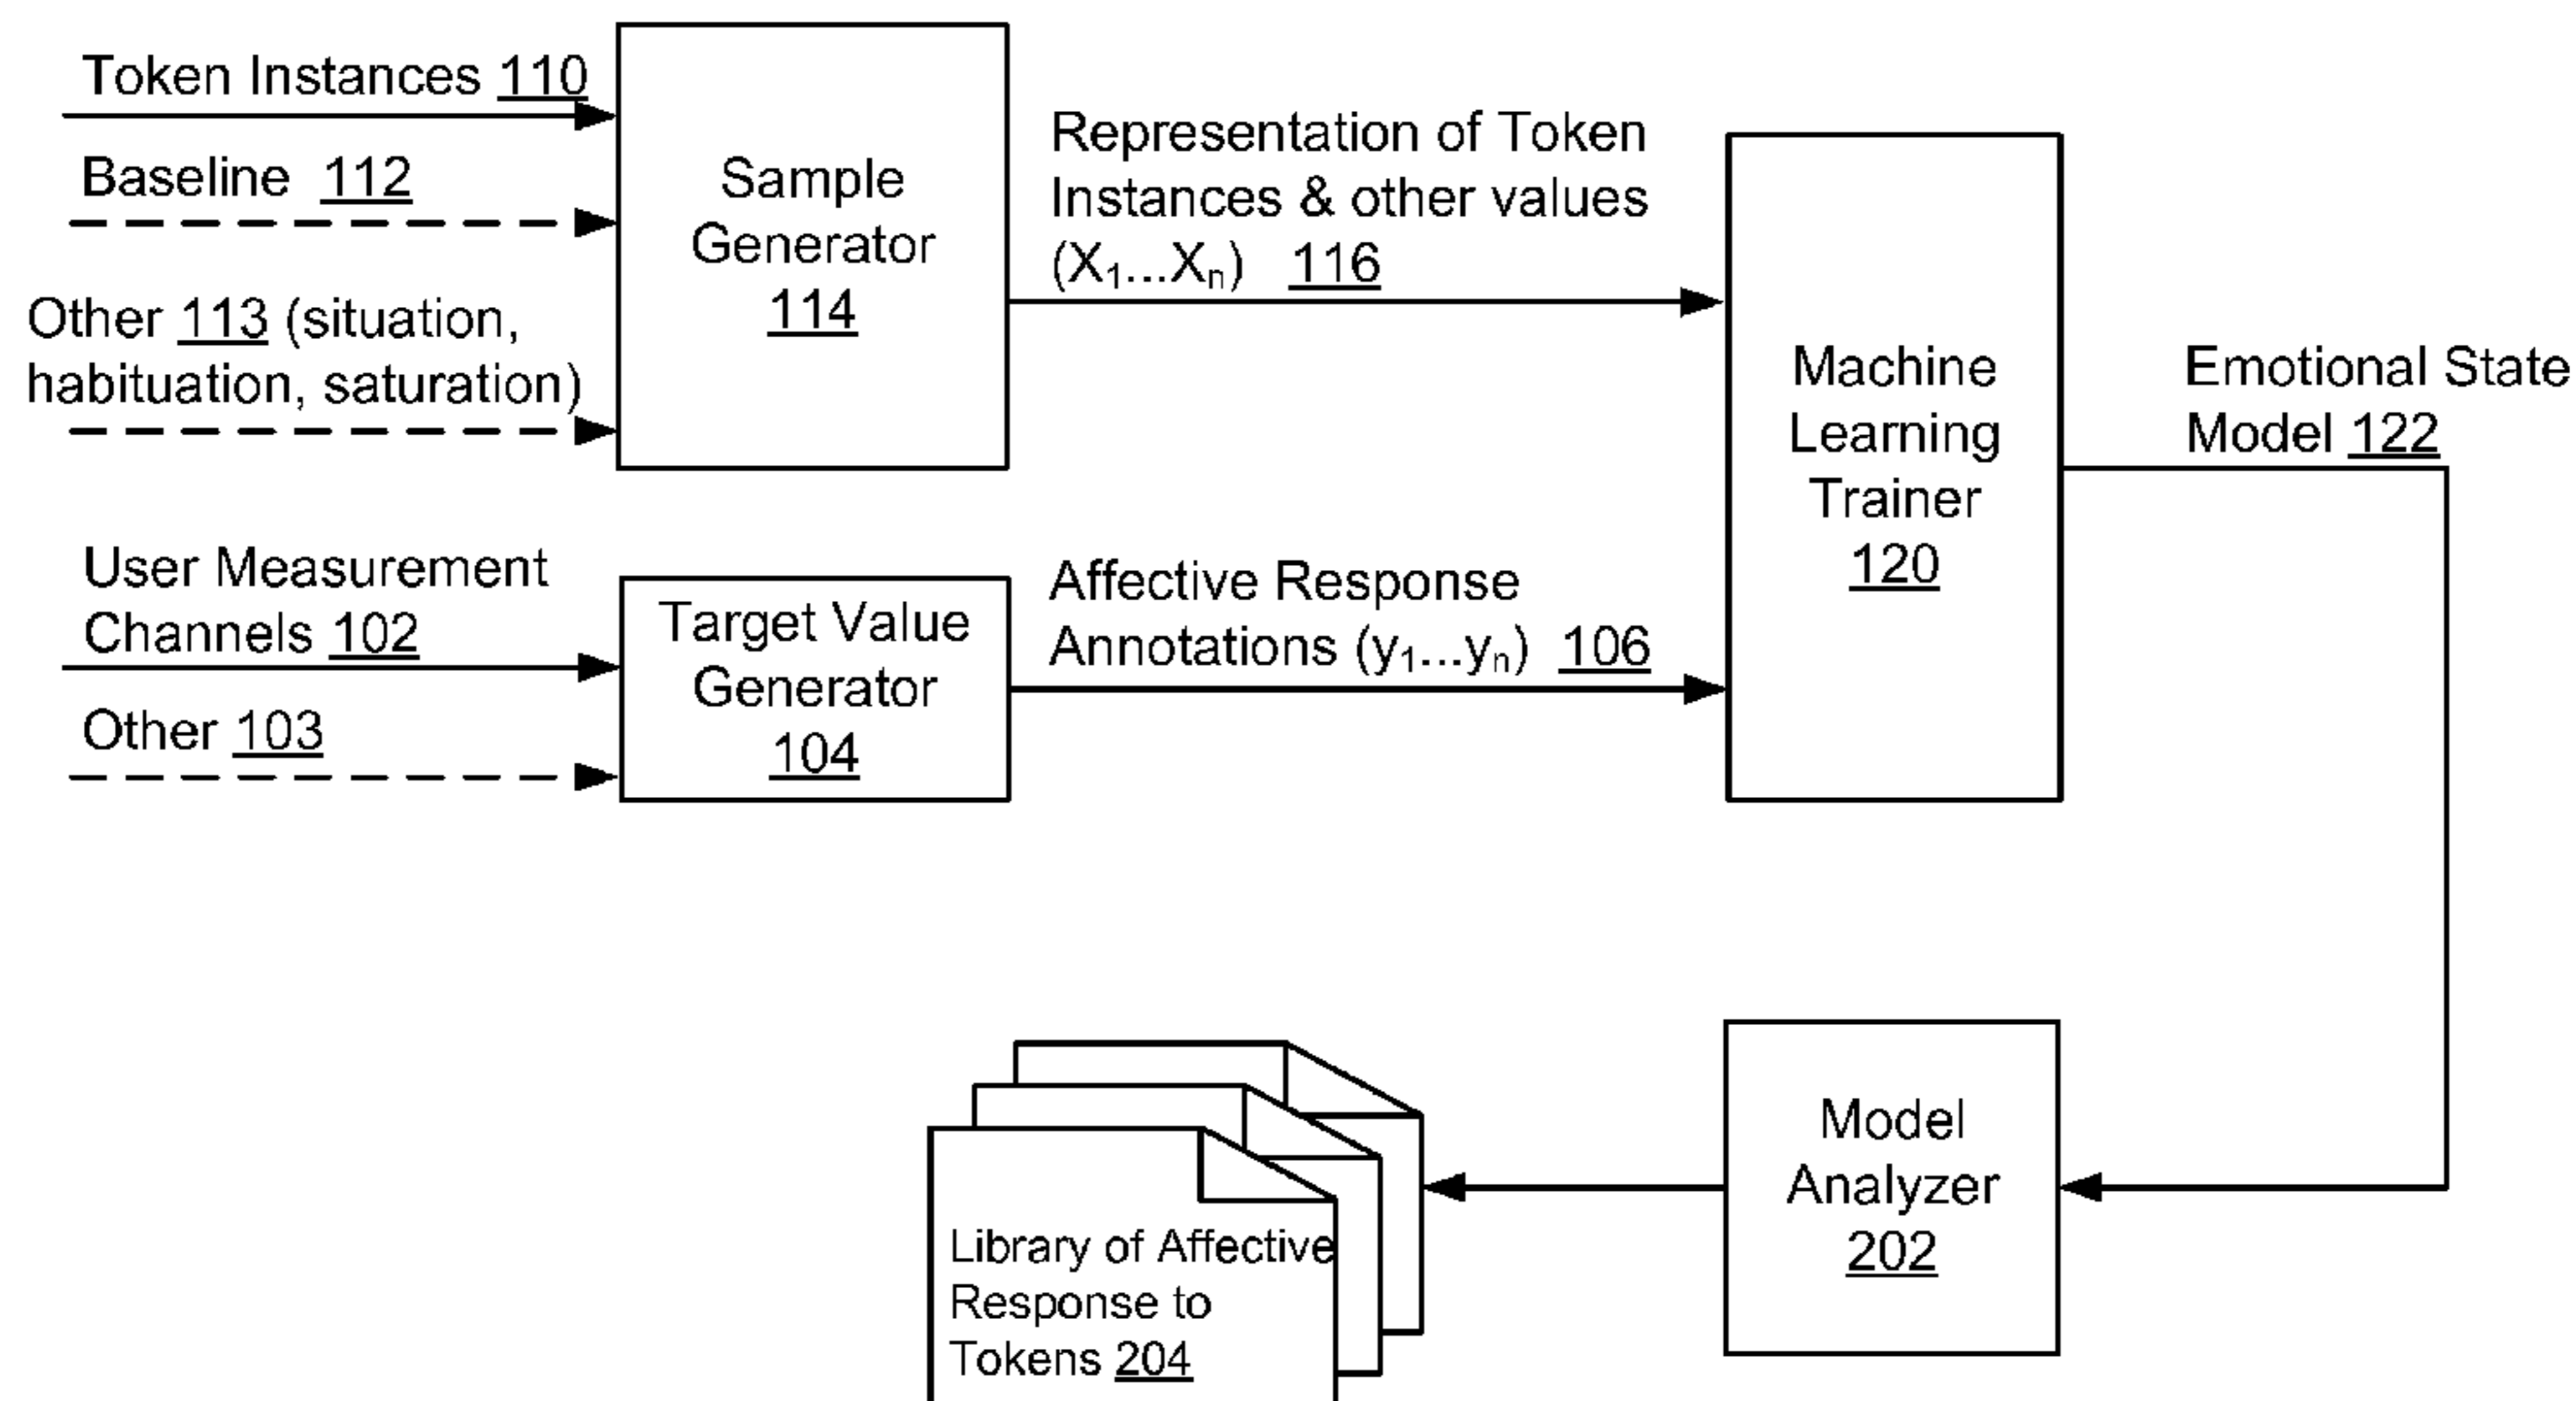 Token Instances 110
Baseline 112
Other 113 (situation,
habituation, saturation)
Sample
Generator
114
Representation of Token
Instances & other values
(X₁...Xₙ) 116
User Measurement
Channels 102
Other 103
Target Value
Generator
104
Affective Response
Annotations (y₁...yₙ) 106
Machine
Learning
Trainer
120
Emotional State
Model 122
Model
Analyzer
202
Library of Affective
Response to
Tokens 204